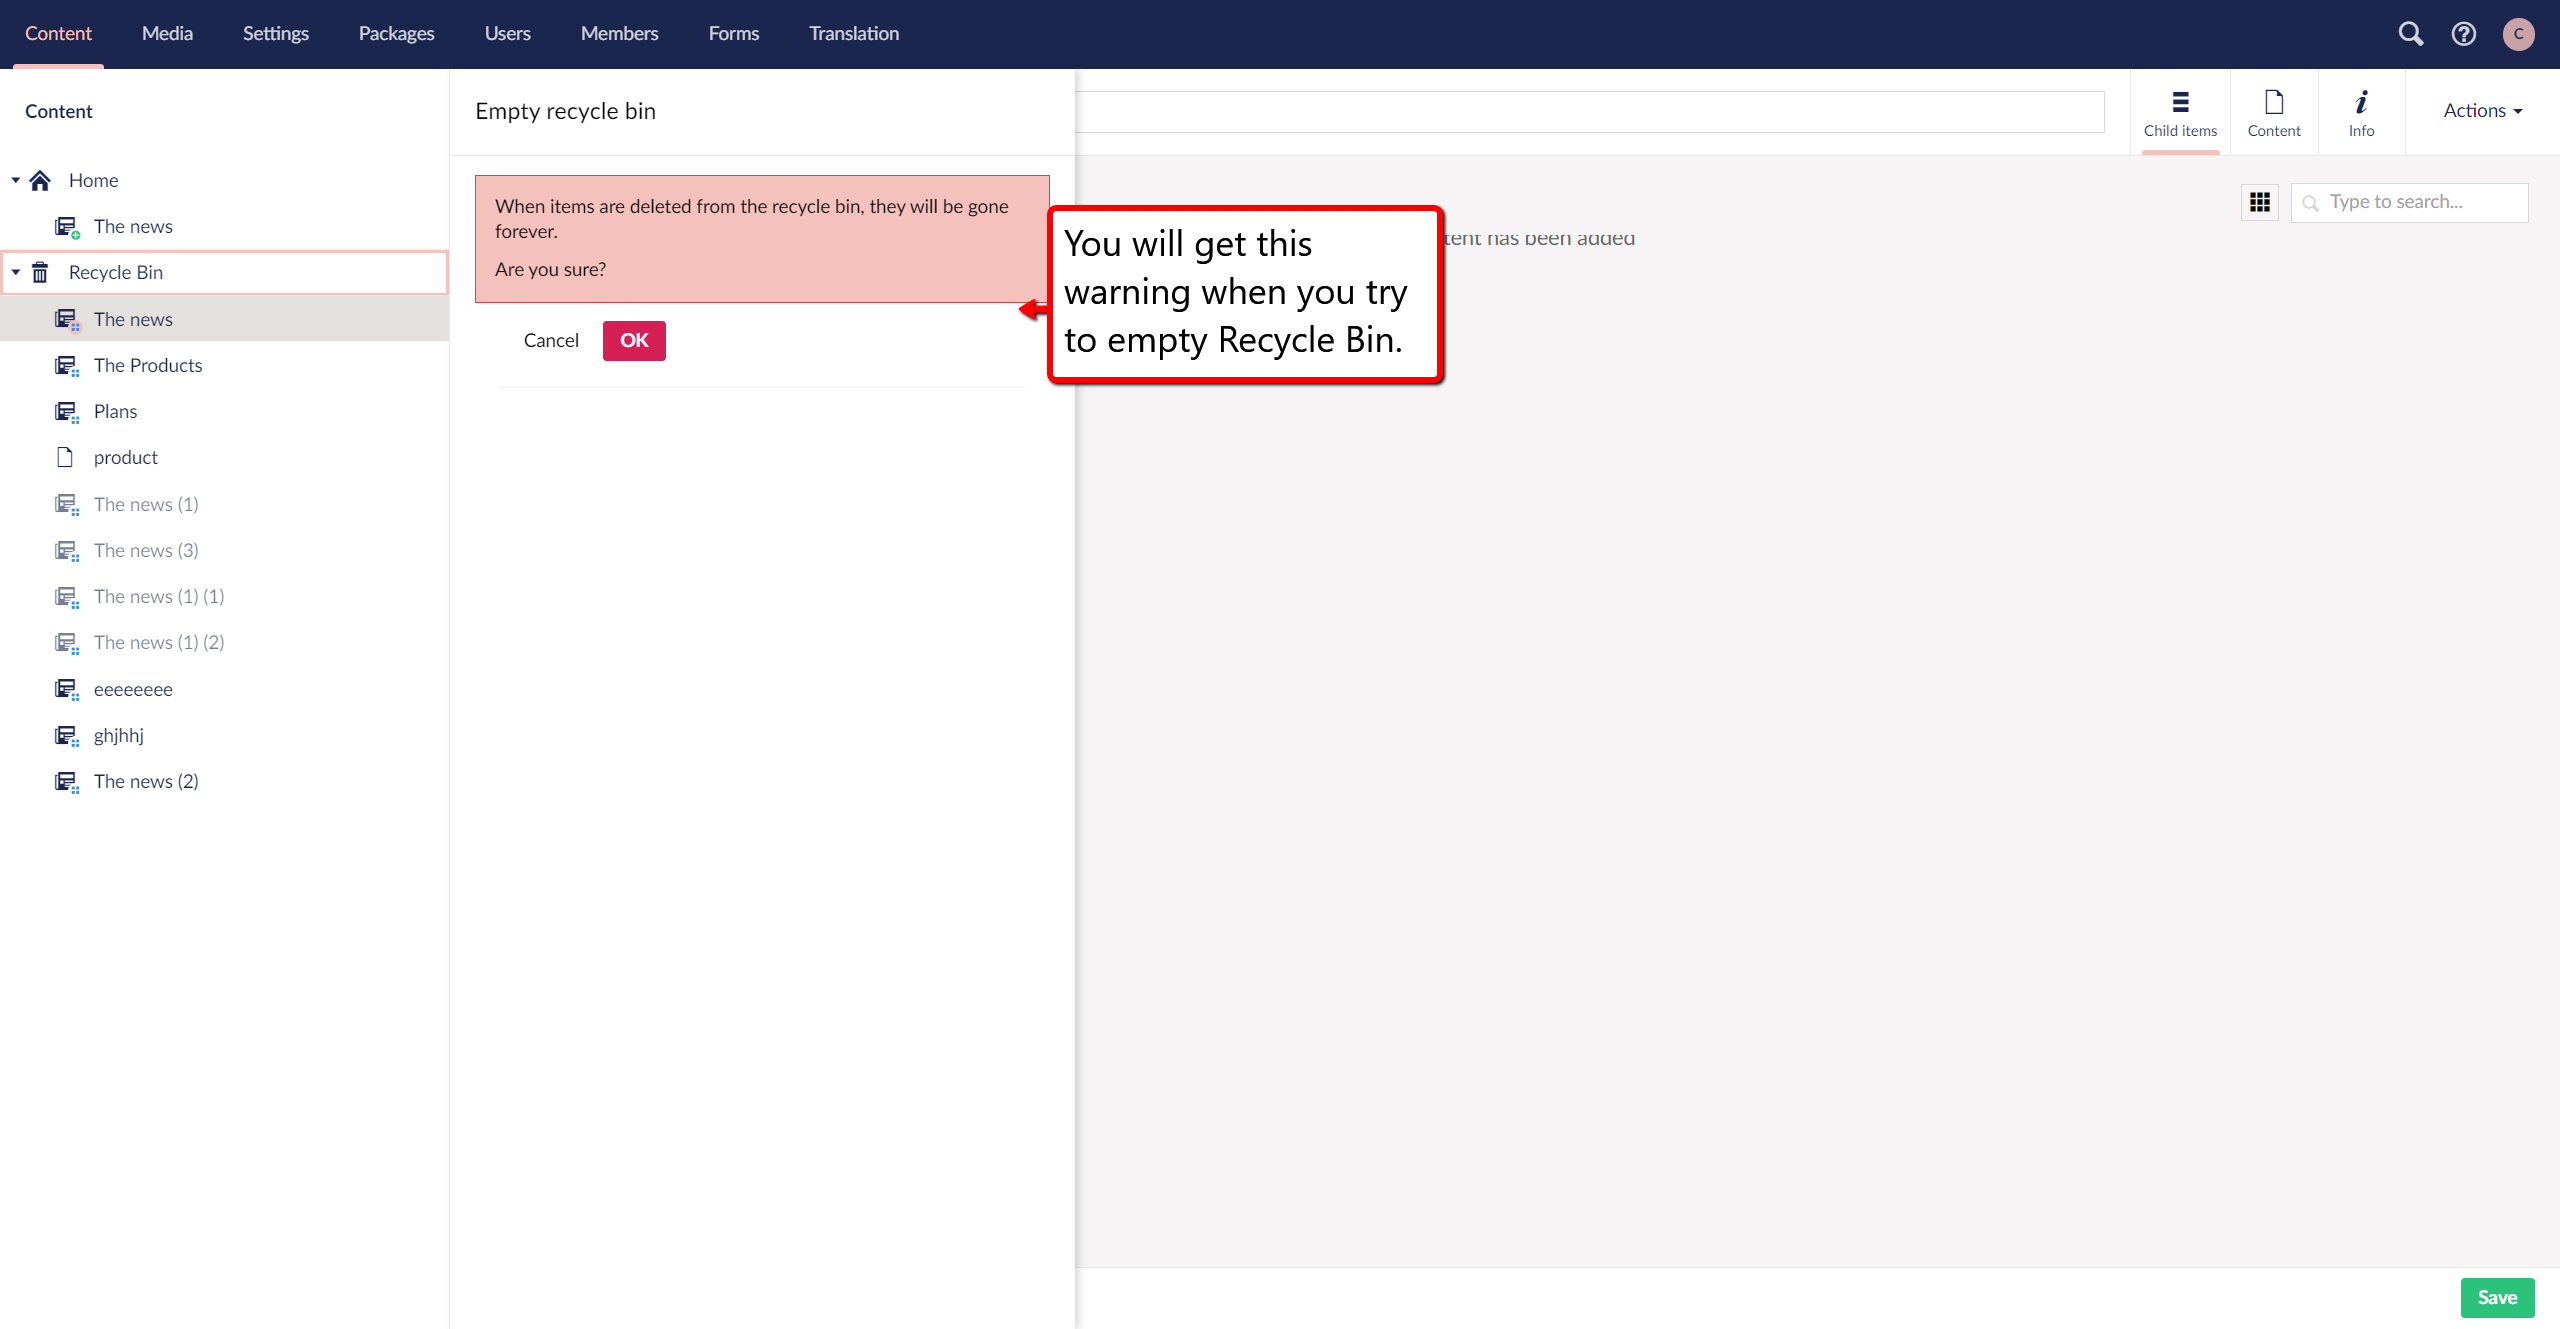 Content
Media
Settings
Packages
Users
Members
Forms
Translation
C
Content
Home
The news
Recycle Bin
The news
The Products
Plans
product
The news (1)
The news (3)
The news (1) (1)
The news (1) (2)
eeeeeeee
ghjhhj
The news (2)
Empty recycle bin
When items are deleted from the recycle bin, they will be gone
forever.
Are you sure?
Cancel
OK
You will get this
warning when you try
to empty Recycle Bin.
Child items
Content
Info
Actions
Type to search...
tent has been added
Save